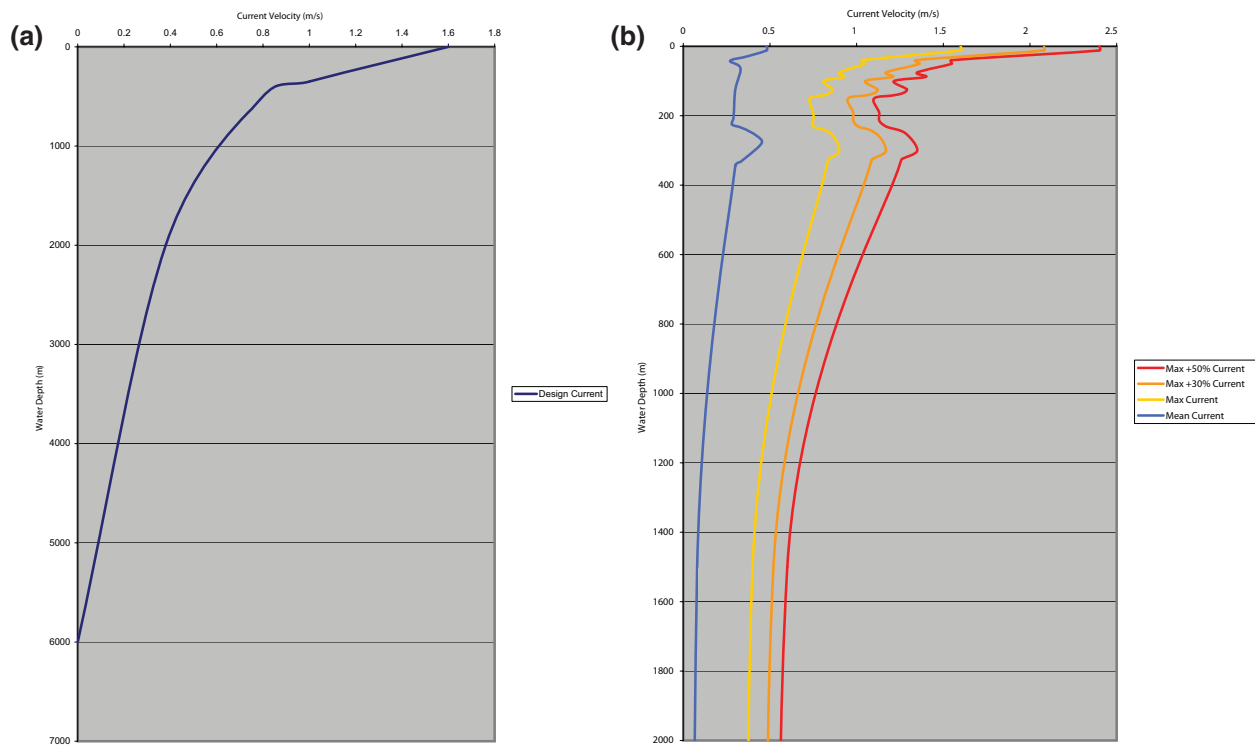 (a)
Current Velocity (m/s)
0 0.2 0.4 0.6 0.8 1 1.2 1.4 1.6 1.8
0
1000
2000
3000
4000
5000
6000
7000
Water Depth (m)
Design Current
(b)
Current Velocity (m/s)
0 0.5 1 1.5 2 2.5
0
200
400
600
800
1000
1200
1400
1600
1800
2000
Water Depth (m)
Max +50% Current
Max +30% Current
Max Current
Mean Current